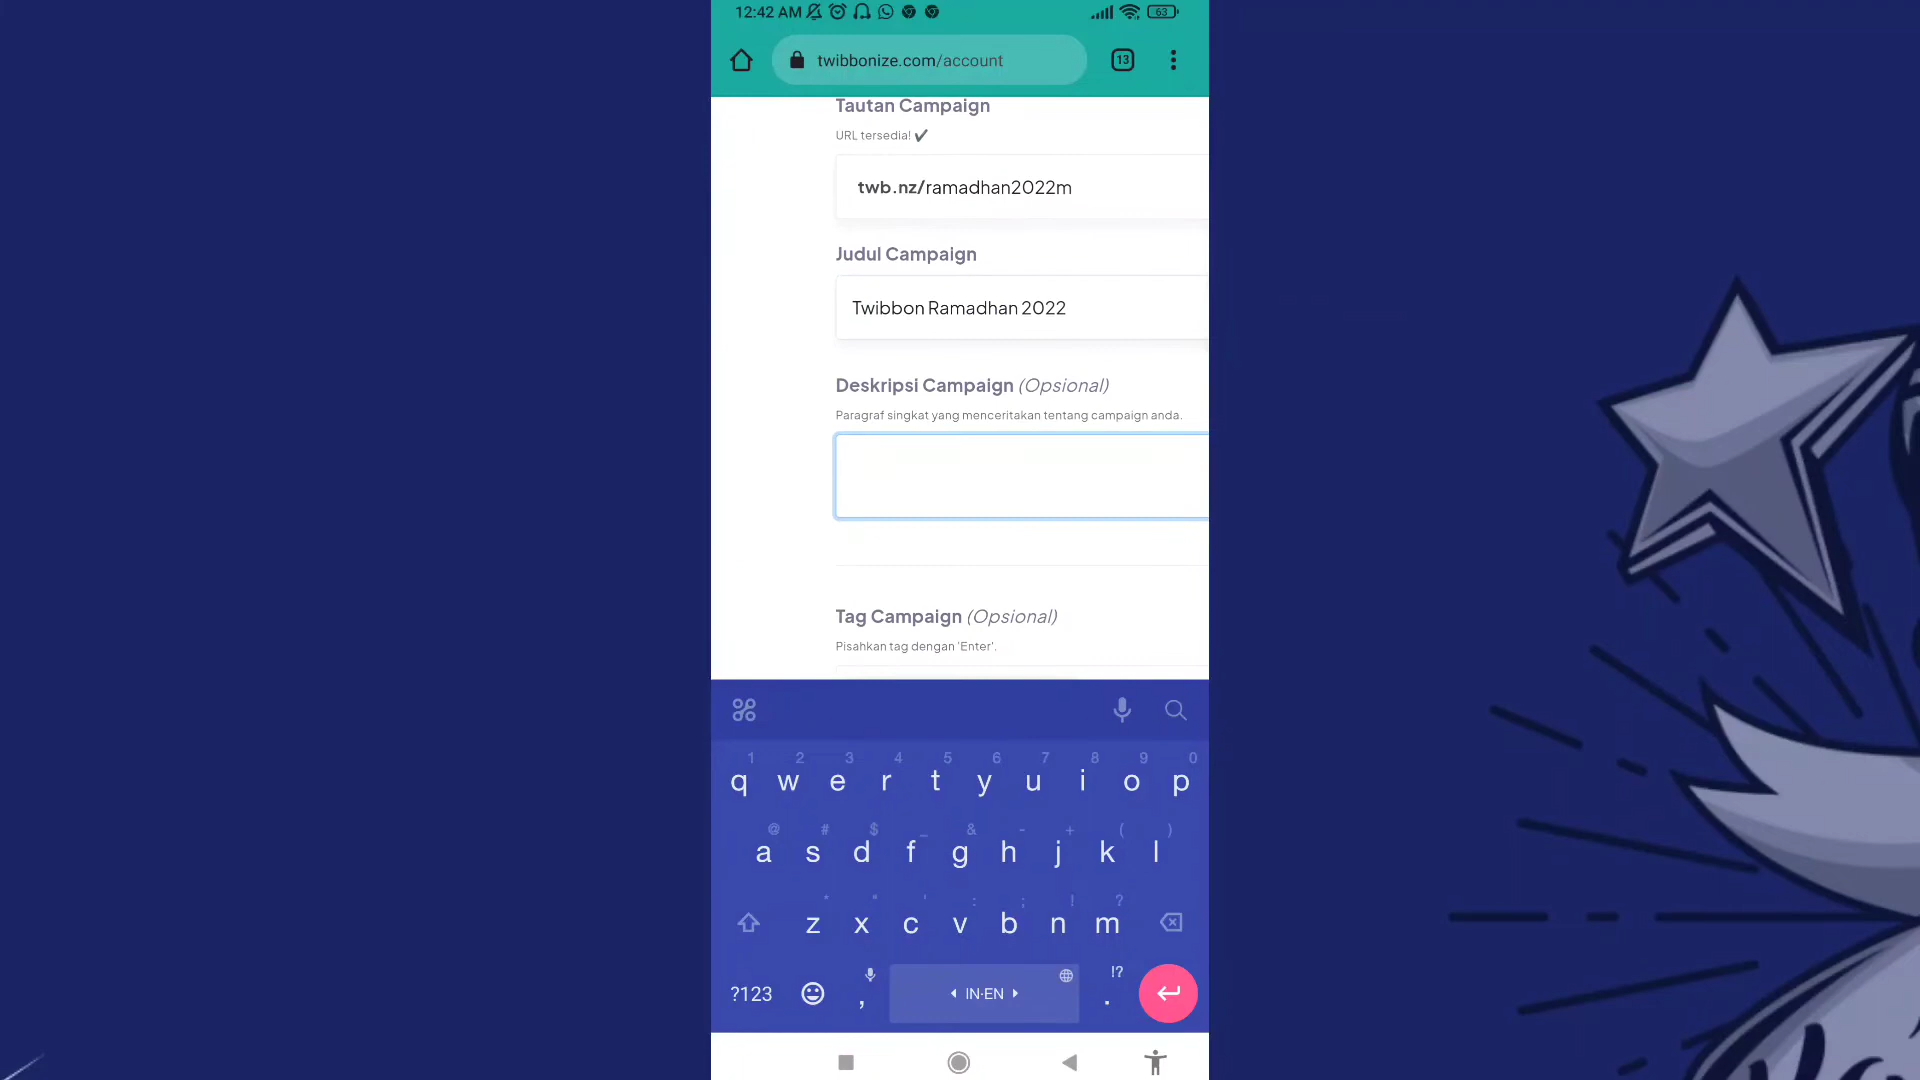 12:42 AM 63
twibbonize.com/account 13
Tautan Campaign
URL tersedia! ✔
twb.nz/ramadhan2022m
Judul Campaign
Twibbon Ramadhan 2022
Deskripsi Campaign (Opsional)
Paragraf singkat yang menceritakan tentang campaign anda.
Tag Campaign (Opsional)
Pisahkan tag dengan 'Enter'.
1 2 3 4 5 6 7 8 9 0
q w e r t y u i o p
@ # $ _ & - + ( )
a s d f g h j k l
* " ' : ; ! ?
z x c v b n m
?123 , IN·EN . !?